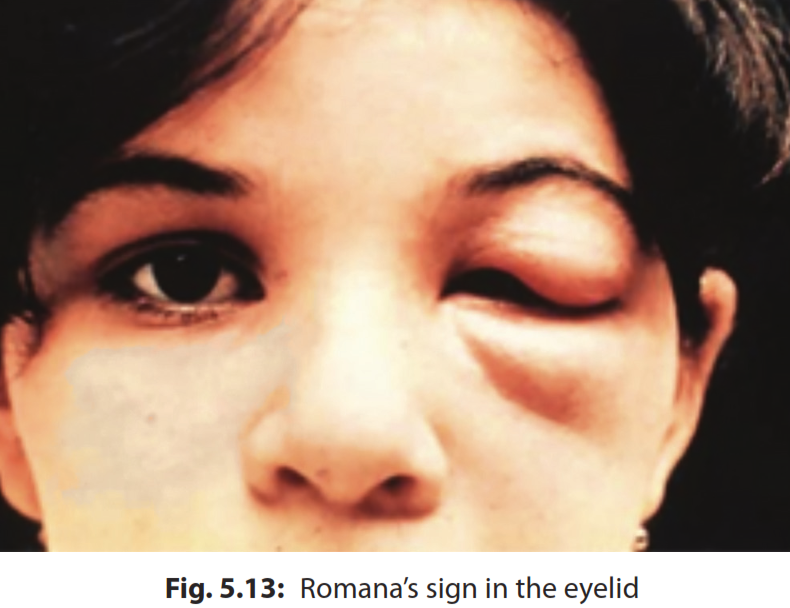 Fig. 5.13: Romana’s sign in the eyelid